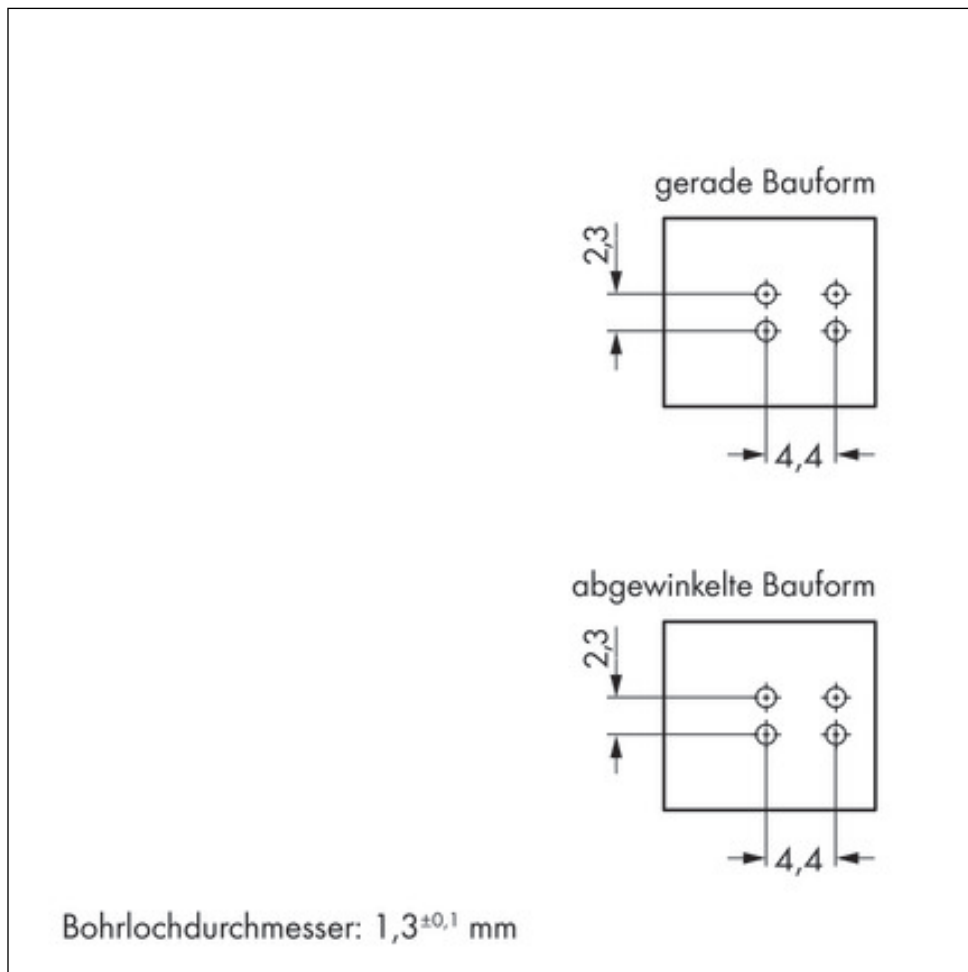 gerade Bauform
2,3
4,4
abgewinkelte Bauform
2,3
4,4
Bohrlochdurchmesser: 1,3±0,1 mm